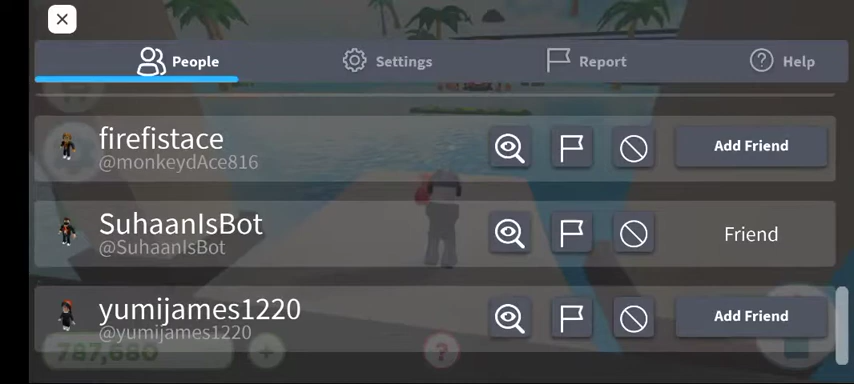 People
Settings
Report
Help
firefistace
@monkeydAce816
Add Friend
SuhaanIsBot
@SuhaanIsBot
Friend
yumijames1220
@yumijames1220
Add Friend
787,680
+
?